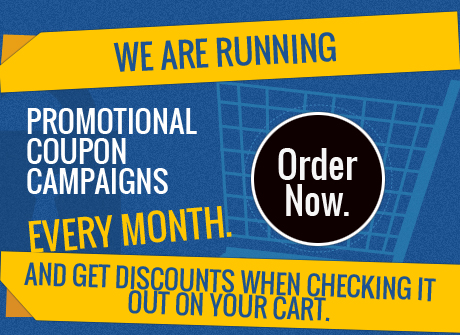 WE ARE RUNNING
PROMOTIONAL
COUPON
CAMPAIGNS
EVERY MONTH.
Order
Now.
AND GET DISCOUNTS WHEN CHECKING IT
OUT ON YOUR CART.